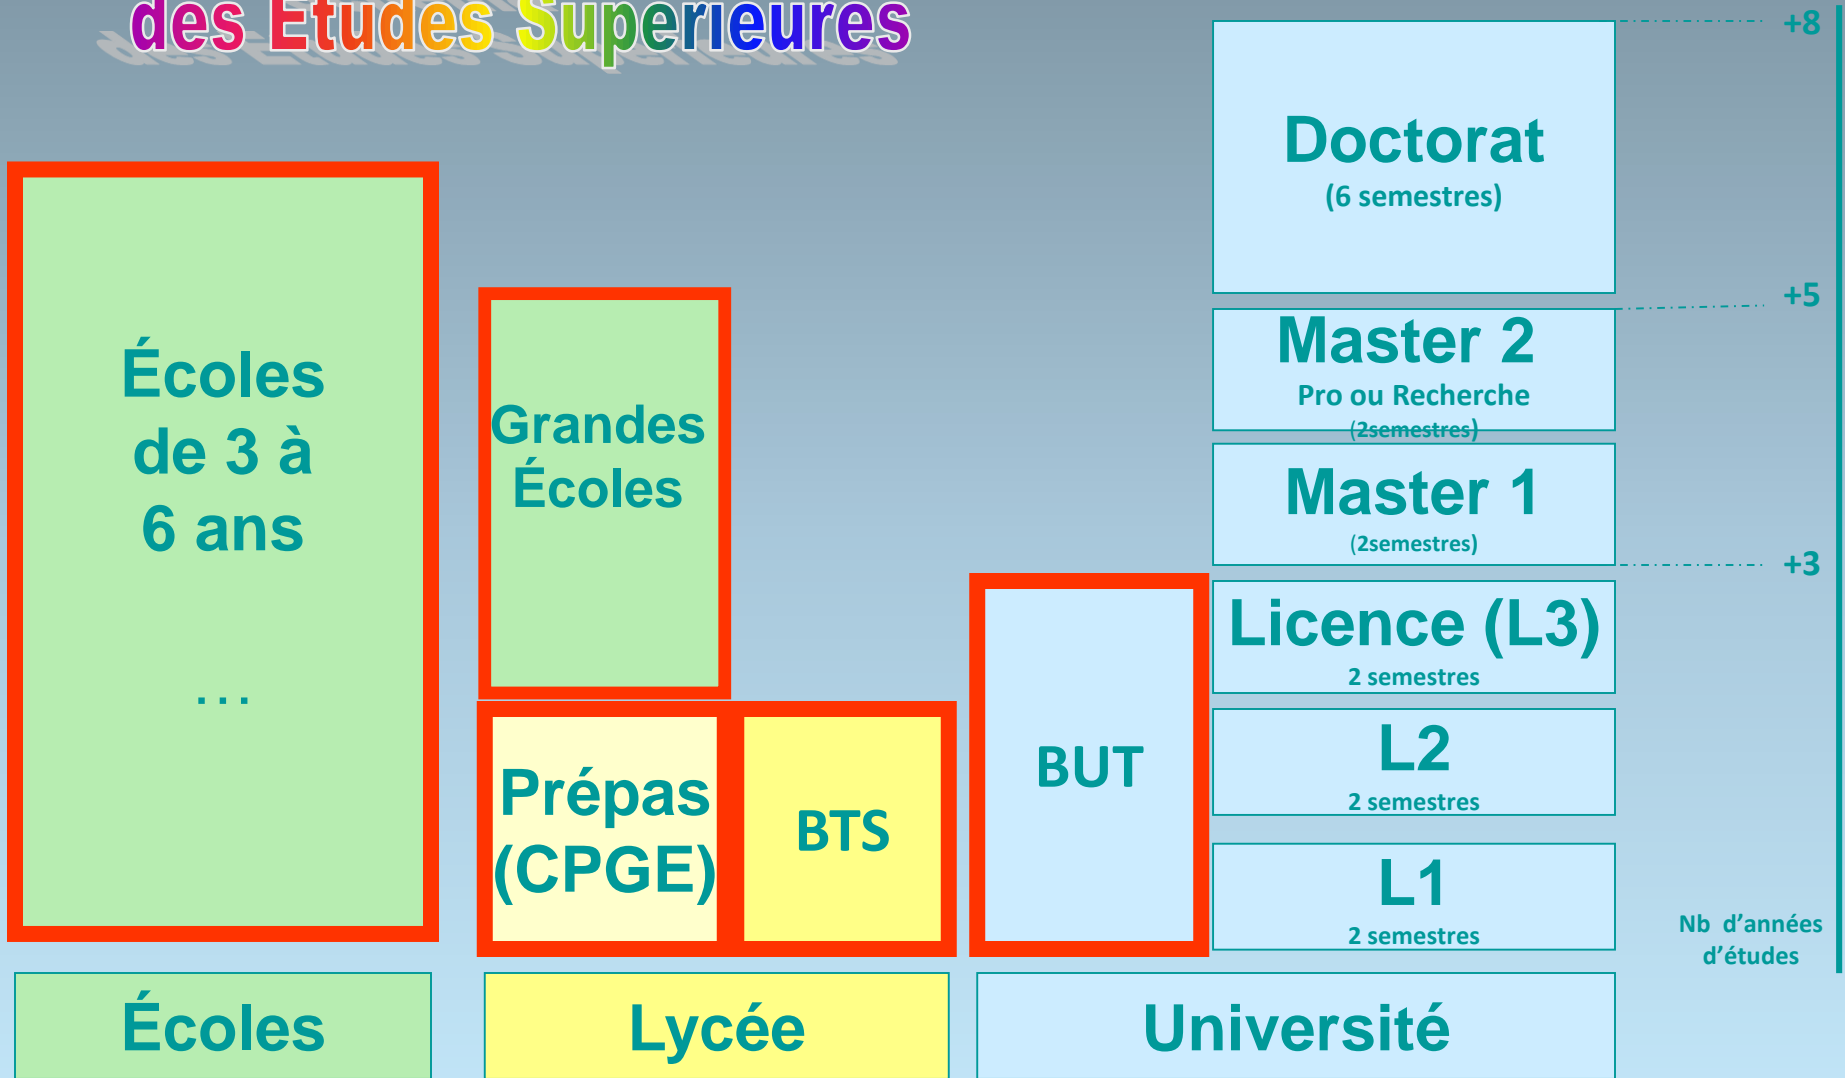 des Études Supérieures
+8
Doctorat
(6 semestres)
+5
Master 2
Pro ou Recherche
(2semestres)
Master 1
(2semestres)
+3
Licence (L3)
2 semestres
L2
2 semestres
L1
2 semestres
Écoles
de 3 à
6 ans
…
Grandes
Écoles
Prépas
(CPGE)
BTS
BUT
Nb d’années
d’études
Écoles
Lycée
Université